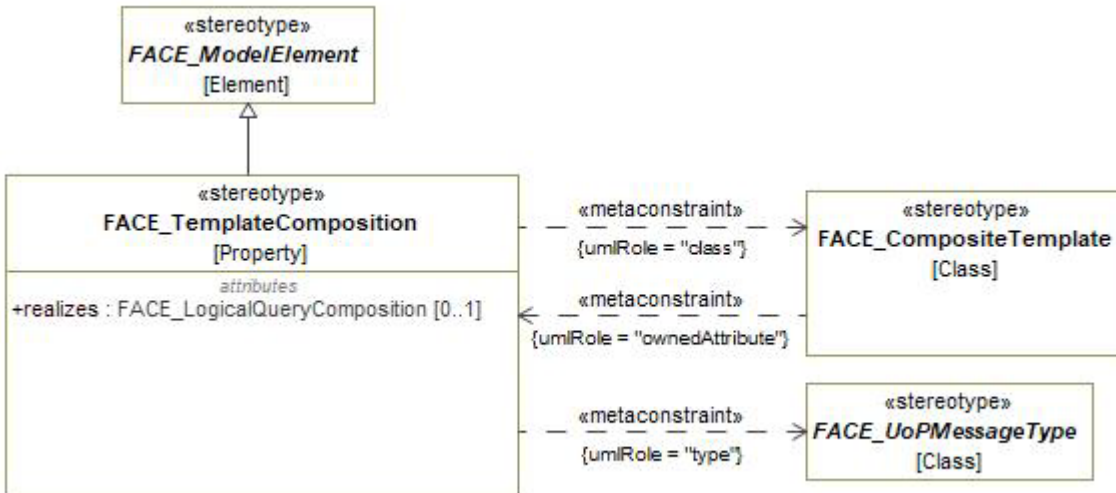 «stereotype»
FACE_ModelElement
[Element]
«stereotype»
FACE_TemplateComposition
[Property]
attributes
+realizes : FACE_LogicalQueryComposition [0..1]
«metaconstraint»
{umlRole = "class"}
«metaconstraint»
{umlRole = "ownedAttribute"}
«metaconstraint»
{umlRole = "type"}
«stereotype»
FACE_CompositeTemplate
[Class]
«stereotype»
FACE_UoPMessageType
[Class]